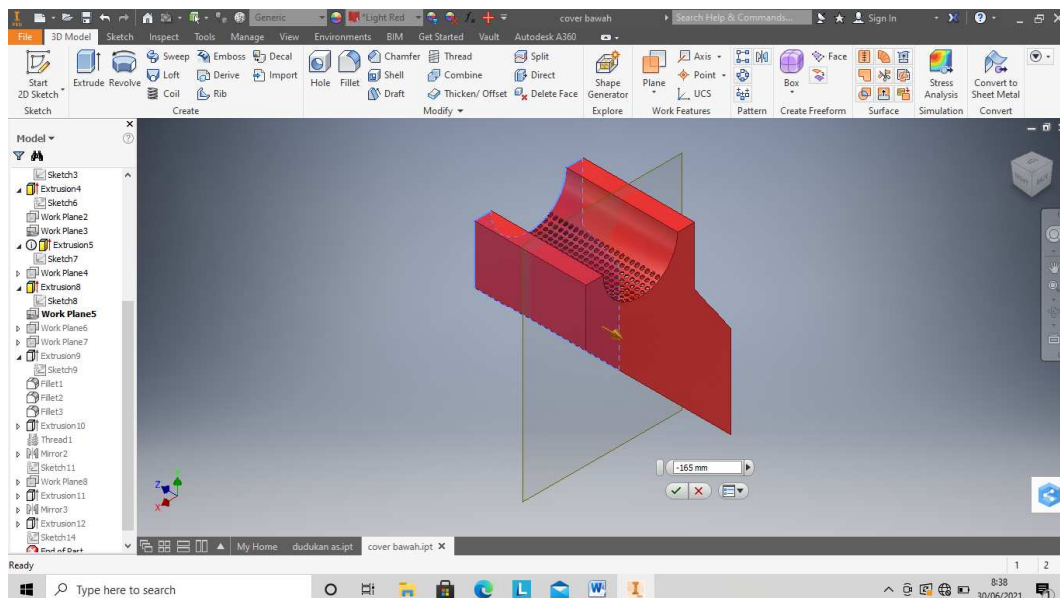 PRO
Generic
*Light Red
cover bawah
Search Help & Commands...
Sign In
File 3D Model Sketch Inspect Tools Manage View Environments BIM Get Started Vault Autodesk A360
Start 2D Sketch
Extrude
Revolve
Sweep Emboss Decal
Loft Derive Import
Coil Rib
Hole
Fillet
Chamfer Thread Split
Shell Combine Direct
Draft Thicken/ Offset Delete Face
Shape Generator
Plane
Axis
Point
UCS
Box
Face
Stress Analysis
Convert to Sheet Metal
Sketch Create Modify Explore Work Features Pattern Create Freeform Surface Simulation Convert
Model
Sketch3
Extrusion4
Sketch6
Work Plane2
Work Plane3
Extrusion5
Sketch7
Work Plane4
Extrusion8
Sketch8
Work Plane5
Work Plane6
Work Plane7
Extrusion9
Sketch9
Fillet1
Fillet2
Fillet3
Extrusion10
Thread1
Mirror2
Sketch11
Work Plane8
Extrusion11
Mirror3
Extrusion12
Sketch14
End of Part
-165 mm
Z
X
My Home dudukan as.ipt cover bawah.ipt
Ready
1 2
Type here to search
8:38
30/06/2021